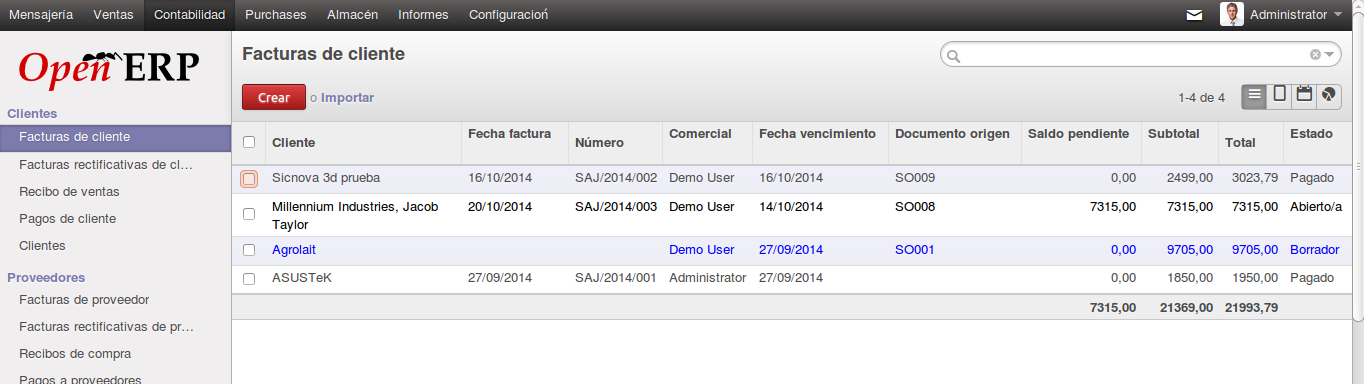 Mensajería Ventas Contabilidad Purchases Almacén Informes Configuracioń Administrator
Open ERP
Clientes
Facturas de cliente
Facturas rectificativas de cl…
Recibo de ventas
Pagos de cliente
Clientes
Proveedores
Facturas de proveedor
Facturas rectificativas de pr…
Recibos de compra
Pagos a proveedores
Facturas de cliente
Crear o Importar 1-4 de 4
Cliente Fecha factura Número Comercial Fecha vencimiento Documento origen Saldo pendiente Subtotal Total Estado
Sicnova 3d prueba 16/10/2014 SAJ/2014/002 Demo User 16/10/2014 SO009 0,00 2499,00 3023,79 Pagado
Millennium Industries, Jacob 20/10/2014 SAJ/2014/003 Demo User 14/10/2014 SO008 7315,00 7315,00 7315,00 Abierto/a
Taylor
Agrolait Demo User 27/09/2014 SO001 0,00 9705,00 9705,00 Borrador
ASUSTeK 27/09/2014 SAJ/2014/001 Administrator 27/09/2014 0,00 1850,00 1950,00 Pagado
7315,00 21369,00 21993,79